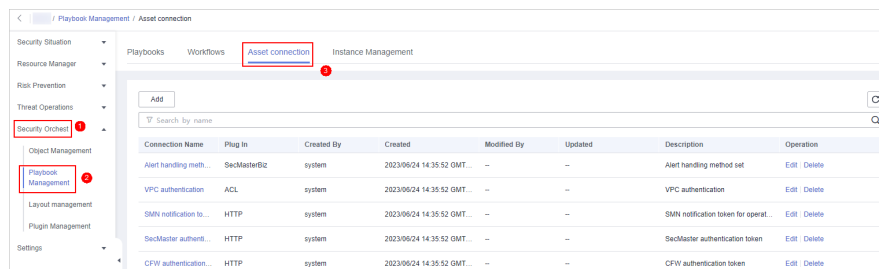 / Playbook Management / Asset connection
Security Situation
Resource Manager
Risk Prevention
Threat Operations
Security Orchest
1
Object Management
Playbook
Management
2
Layout management
Plugin Management
Settings
Playbooks Workflows Asset connection Instance Management
3
Add
Search by name
Connection Name Plug In Created By Created Modified By Updated Description Operation
Alert handling meth... SecMasterBiz system 2023/06/24 14:35:52 GMT... -- -- Alert handling method set Edit Delete
VPC authentication ACL system 2023/06/24 14:35:52 GMT... -- -- VPC authentication Edit Delete
SMN notification to... HTTP system 2023/06/24 14:35:52 GMT... -- -- SMN notification token for operat... Edit Delete
SecMaster authenti... HTTP system 2023/06/24 14:35:52 GMT... -- -- SecMaster authentication token Edit Delete
CFW authentication... HTTP system 2023/06/24 14:35:52 GMT... -- -- CFW authentication token Edit Delete